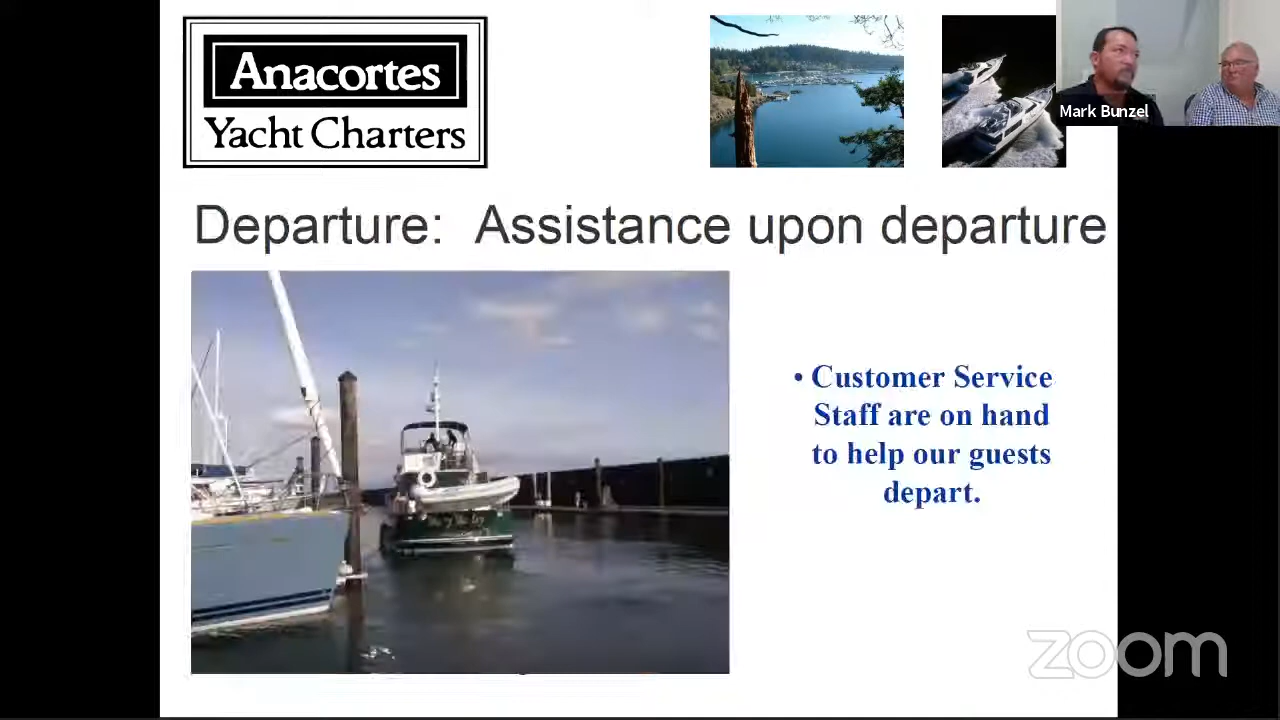 Anacortes
Yacht Charters
Mark Bunzel
Departure: Assistance upon departure
• Customer Service
Staff are on hand
to help our guests
depart.
zoom